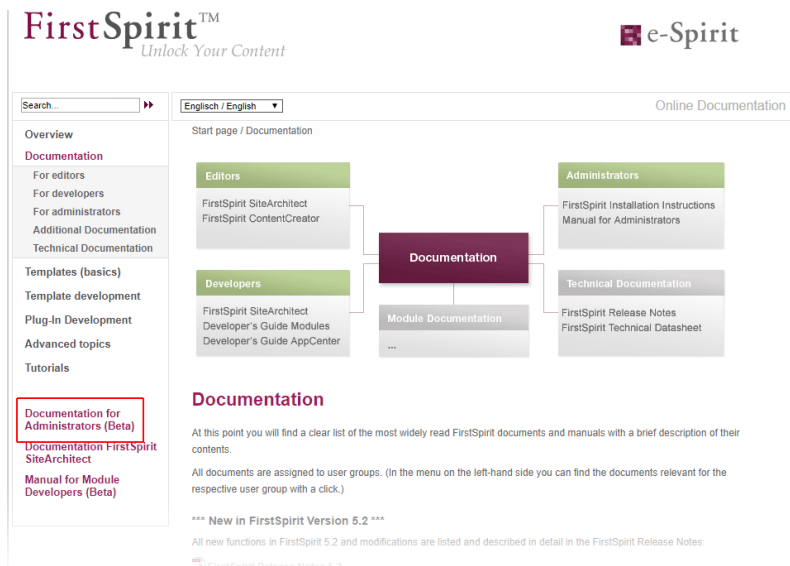 FirstSpirit™
Unlock Your Content
e-Spirit
Search...
Englisch / English
Online Documentation
Overview
Documentation
For editors
For developers
For administrators
Additional Documentation
Technical Documentation
Templates (basics)
Template development
Plug-In Development
Advanced topics
Tutorials
Documentation for
Administrators (Beta)
Documentation FirstSpirit
SiteArchitect
Manual for Module
Developers (Beta)
Start page / Documentation
Editors
FirstSpirit SiteArchitect
FirstSpirit ContentCreator
Administrators
FirstSpirit Installation Instructions
Manual for Administrators
Documentation
Developers
FirstSpirit SiteArchitect
Developer's Guide Modules
Developer's Guide AppCenter
Module Documentation
...
Technical Documentation
FirstSpirit Release Notes
FirstSpirit Technical Datasheet
Documentation
At this point you will find a clear list of the most widely read FirstSpirit documents and manuals with a brief description of their
contents.
All documents are assigned to user groups. (In the menu on the left-hand side you can find the documents relevant for the
respective user group with a click.)
*** New in FirstSpirit Version 5.2 ***
All new functions in FirstSpirit 5.2 and modifications are listed and described in detail in the FirstSpirit Release Notes:
FirstSpirit Release Notes 5.2